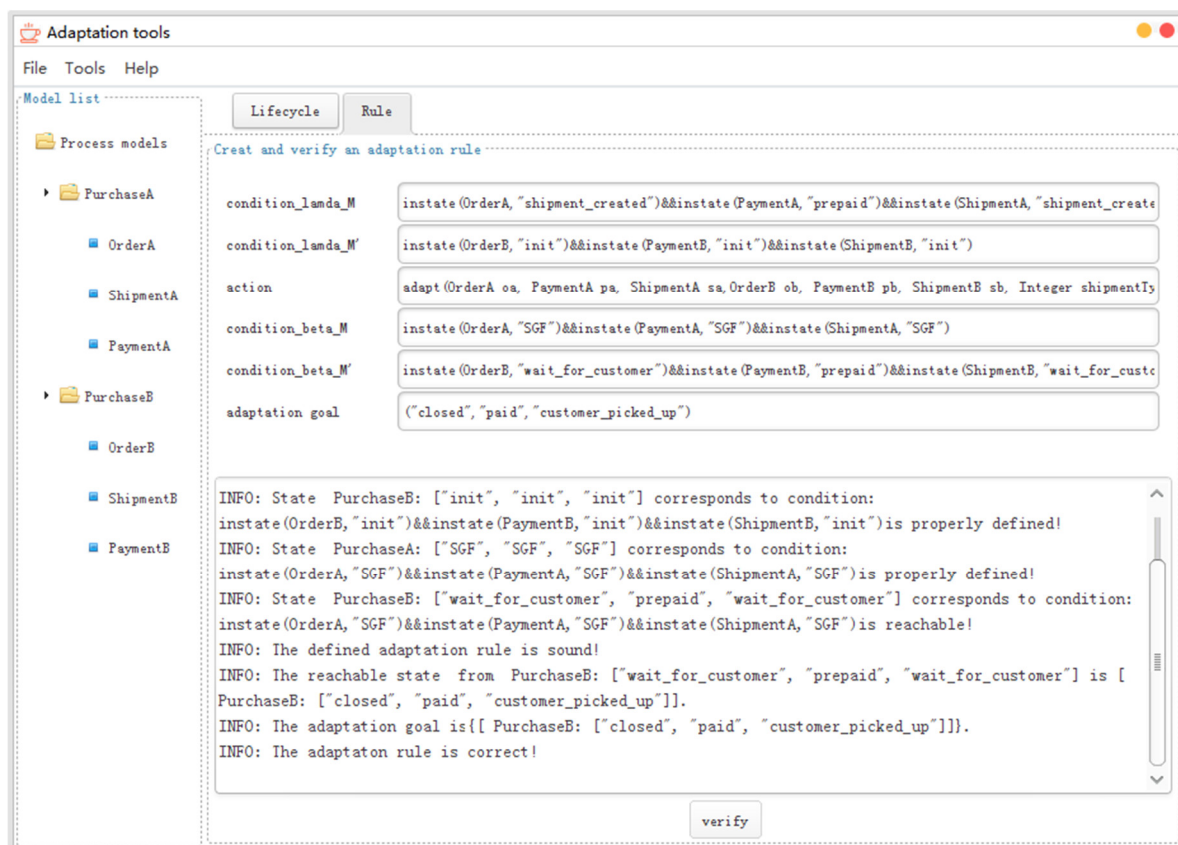 Adaptation tools
File Tools Help
Model list
Process models
PurchaseA
OrderA
ShipmentA
PaymentA
PurchaseB
OrderB
ShipmentB
PaymentB
Lifecycle Rule
Creat and verify an adaptation rule
condition_lamda_M instate(OrderA, "shipment_created")&&instate(PaymentA, "prepaid")&&instate(ShipmentA, "shipment_create
condition_lamda_M' instate(OrderB, "init")&&instate(PaymentB, "init")&&instate(ShipmentB, "init")
action adapt(OrderA oa, PaymentA pa, ShipmentA sa,OrderB ob, PaymentB pb, ShipmentB sb, Integer shipmentTy
condition_beta_M instate(OrderA, "SGF")&&instate(PaymentA, "SGF")&&instate(ShipmentA, "SGF")
condition_beta_M' instate(OrderB, "wait_for_customer")&&instate(PaymentB, "prepaid")&&instate(ShipmentB, "wait_for_custo
adaptation goal ("closed", "paid", "customer_picked_up")
INFO: State PurchaseB: ["init", "init", "init"] corresponds to condition:
instate(OrderB,"init")&&instate(PaymentB,"init")&&instate(ShipmentB,"init")is properly defined!
INFO: State PurchaseA: ["SGF", "SGF", "SGF"] corresponds to condition:
instate(OrderA,"SGF")&&instate(PaymentA,"SGF")&&instate(ShipmentA,"SGF")is properly defined!
INFO: State PurchaseB: ["wait_for_customer", "prepaid", "wait_for_customer"] corresponds to condition:
instate(OrderA,"SGF")&&instate(PaymentA,"SGF")&&instate(ShipmentA,"SGF")is reachable!
INFO: The defined adaptation rule is sound!
INFO: The reachable state from PurchaseB: ["wait_for_customer", "prepaid", "wait_for_customer"] is [
PurchaseB: ["closed", "paid", "customer_picked_up"]].
INFO: The adaptation goal is{[ PurchaseB: ["closed", "paid", "customer_picked_up"]]}.
INFO: The adaptaton rule is correct!
verify